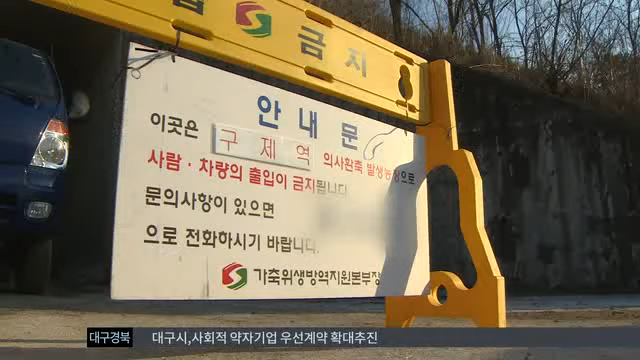 금지
안내문
이곳은 구제역 의사환축 발생농장으로
사람·차량의 출입이 금지됩니다.
문의사항이 있으면
으로 전화하시기 바랍니다.
가축위생방역지원본부장
대구경북 대구시,사회적 약자기업 우선계약 확대추진